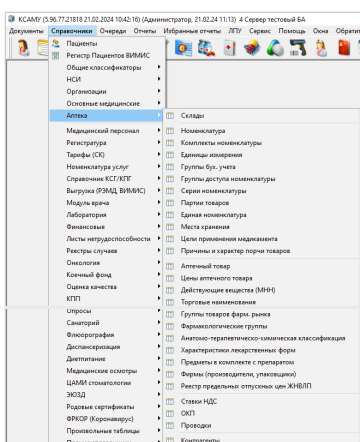 КСАМУ (5.96.77.21818 21.02.2024 10:42:16) (Администратор, 21.02.24 11:13) 4 Сервер тестовый БА
Документы Справочники Очереди Отчеты Избранные отчеты ЛПУ Сервис Помощь Окна Обратит
Пациенты
Регистр Пациентов ВИМИС
Общие классификаторы
НСИ
Организации
Основные медицинские
Аптека
Медицинский персонал
Регистратура
Тарифы (СК)
Номенклатура услуг
Справочник КСГ/КПГ
Выгрузка (РЭМД, ВИМИС)
Модуль врача
Лаборатория
Финансовые
Листы нетрудоспособности
Реестры случаев
Онкология
Коечный фонд
Оценка качества
КПП
Опросы
Санаторий
Флюорография
Диспансеризация
Диетпитание
Медицинские осмотры
ЦАМИ стоматологии
ЭЮЗД
Родовые сертификаты
ФРКОР (Коронавирус)
Произвольные таблицы
Склады
Номенклатура
Комплекты номенклатуры
Единицы измерения
Группы бух. учета
Группы доступа номенклатуры
Серии номенклатуры
Партии товаров
Единая номенклатура
Места хранения
Цели применения медикамента
Причины и характер порчи товаров
Аптечный товар
Цены аптечного товара
Действующие вещества (МНН)
Торговые наименования
Группы товаров фарм. рынка
Фармакологические группы
Анатомо-терапевтическо-химическая классификация
Характеристики лекарственных форм
Предметы в комплекте с препаратом
Фирмы (производители, упаковщики)
Реестр предельных отпускных цен ЖНВЛП
Ставки НДС
ОКП
Проводки
Контрагенты